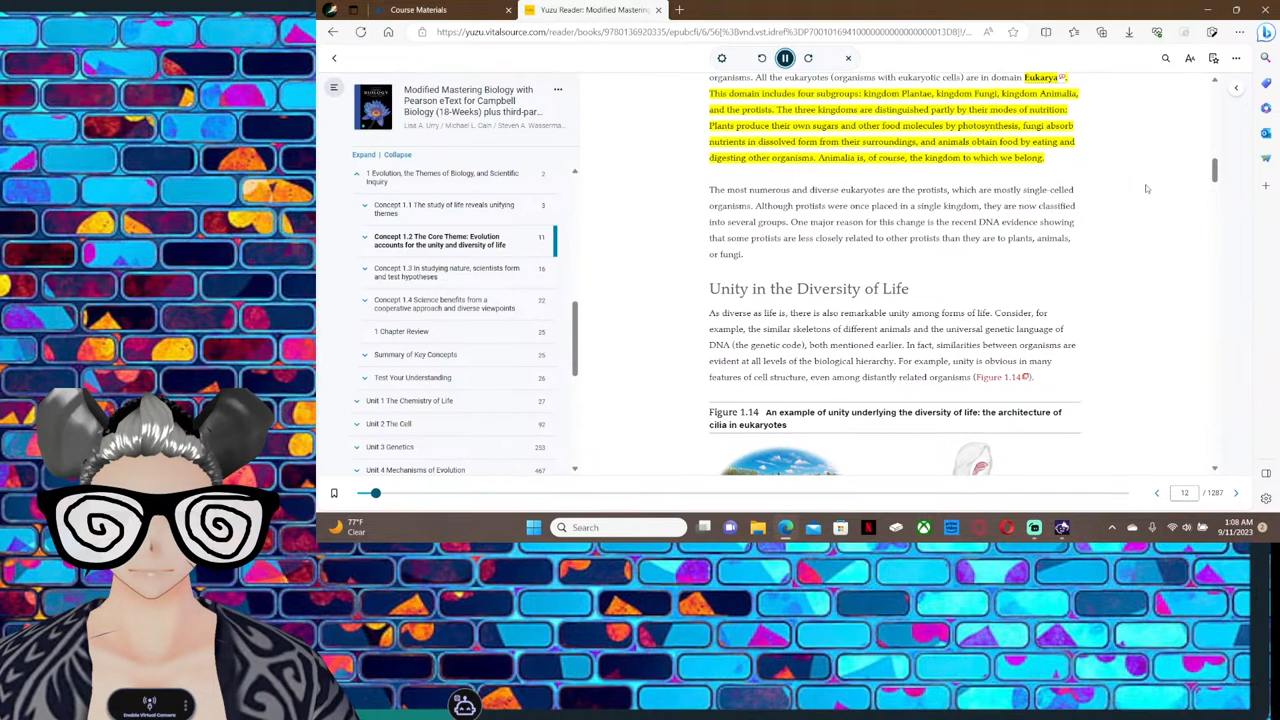 Course Materials
Yuzu Reader: Modified Mastering
https://yuzu.vitalsource.com/reader/books/9780136920335/epubcfi/6/56[%3Bvnd.vst.idref%3DP7001016941000000000000000013D8]!/...
Modified Mastering Biology with
Pearson eText for Campbell
Biology (18-Weeks) plus third-par...
Lisa A. Urry / Michael L. Cain / Steven A. Wasserma...
Expand | Collapse
1 Evolution, the Themes of Biology, and Scientific
Inquiry
2
Concept 1.1 The study of life reveals unifying
themes
3
Concept 1.2 The Core Theme: Evolution
accounts for the unity and diversity of life
11
Concept 1.3 In studying nature, scientists form
and test hypotheses
16
Concept 1.4 Science benefits from a
cooperative approach and diverse viewpoints
22
1 Chapter Review
25
Summary of Key Concepts
25
Test Your Understanding
26
Unit 1 The Chemistry of Life
27
Unit 2 The Cell
92
Unit 3 Genetics
253
Unit 4 Mechanisms of Evolution
467
organisms. All the eukaryotes (organisms with eukaryotic cells) are in domain Eukarya.
This domain includes four subgroups: kingdom Plantae, kingdom Fungi, kingdom Animalia,
and the protists. The three kingdoms are distinguished partly by their modes of nutrition:
Plants produce their own sugars and other food molecules by photosynthesis, fungi absorb
nutrients in dissolved form from their surroundings, and animals obtain food by eating and
digesting other organisms. Animalia is, of course, the kingdom to which we belong.
The most numerous and diverse eukaryotes are the protists, which are mostly single-celled
organisms. Although protists were once placed in a single kingdom, they are now classified
into several groups. One major reason for this change is the recent DNA evidence showing
that some protists are less closely related to other protists than they are to plants, animals,
or fungi.
Unity in the Diversity of Life
As diverse as life is, there is also remarkable unity among forms of life. Consider, for
example, the similar skeletons of different animals and the universal genetic language of
DNA (the genetic code), both mentioned earlier. In fact, similarities between organisms are
evident at all levels of the biological hierarchy. For example, unity is obvious in many
features of cell structure, even among distantly related organisms (Figure 1.14).
Figure 1.14 An example of unity underlying the diversity of life: the architecture of
cilia in eukaryotes
12 / 1287
77°F
Clear
Search
1:08 AM
9/11/2023
Enable Virtual Camera